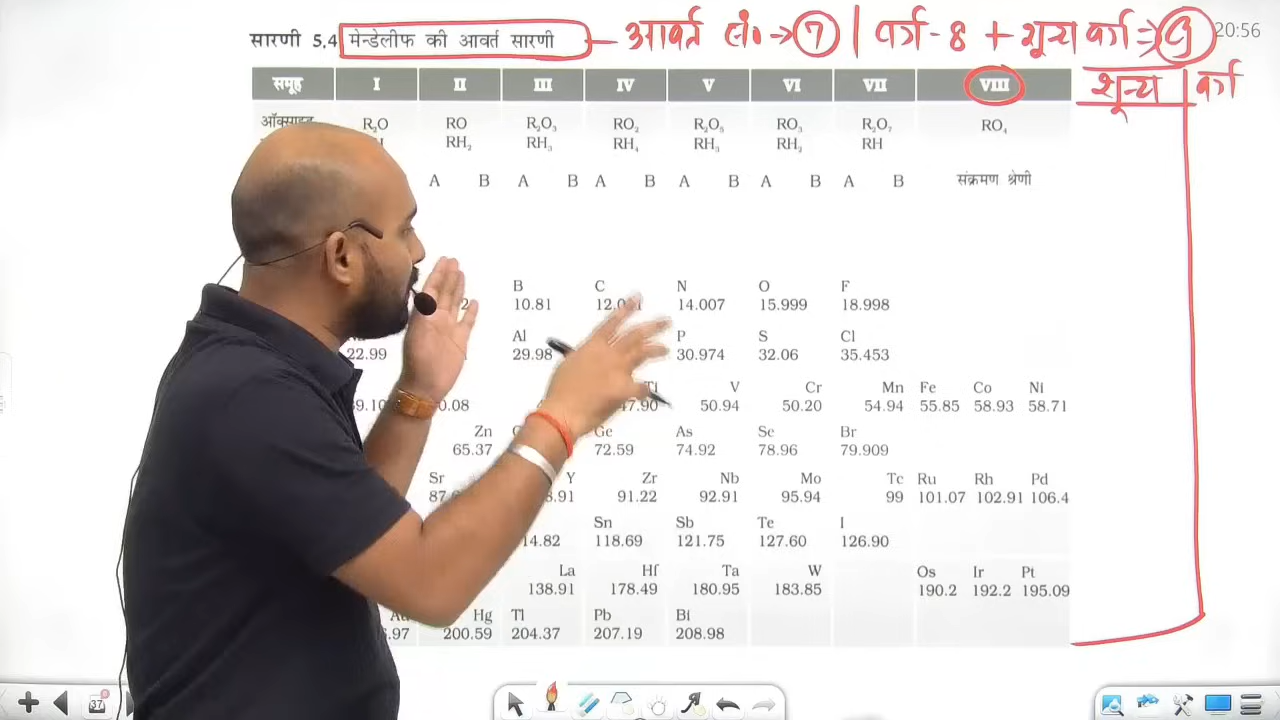 सारणी 5.4 मेन्डेलीफ की आवर्त सारणी – आवर्त सं० → 7 | वर्ग - 8 + शून्य वर्ग ⇒ 9 20:56
समूह I II III IV V VI VII VIII शून्य वर्ग
ऑक्साइड R₂O RO R₂O₃ RO₂ R₂O₅ RO₃ R₂O₇ RO₄
RH₂ RH₃ RH₄ RH₃ RH₂ RH
A B A B A B A B A B A B संक्रमण श्रेणी
B C N O F
10.81 14.007 15.999 18.998
Al P S Cl
22.99 29.98 30.974 32.06 35.453
Ti V Cr Mn Fe Co Ni
50.94 50.20 54.94 55.85 58.93 58.71
Zn Ge As Se Br
65.37 72.59 74.92 78.96 79.909
Sr Y Zr Nb Mo Tc Ru Rh Pd
91.22 92.91 95.94 99 101.07 102.91 106.4
Sn Sb Te I
118.69 121.75 127.60 126.90
La Hf Ta W Os Ir Pt
138.91 178.49 180.95 183.85 190.2 192.2 195.09
Hg Tl Pb Bi
200.59 204.37 207.19 208.98
37